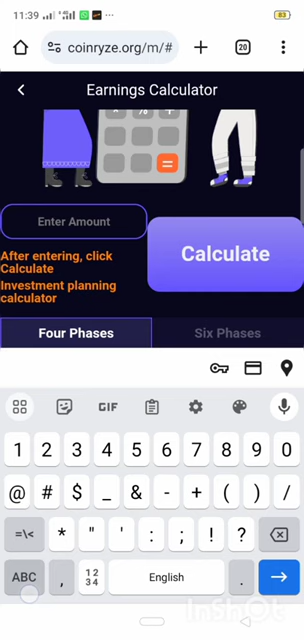 11:39
83
coinryze.org/m/#
20
Earnings Calculator
% +
=
Enter Amount
Calculate
After entering, click
Calculate
Investment planning
calculator
Four Phases
Six Phases
GIF
1 2 3 4 5 6 7 8 9 0
@ # $ _ & - + ( ) /
=\< * " ' : ; ! ?
ABC , 12 34 English .
InShOt